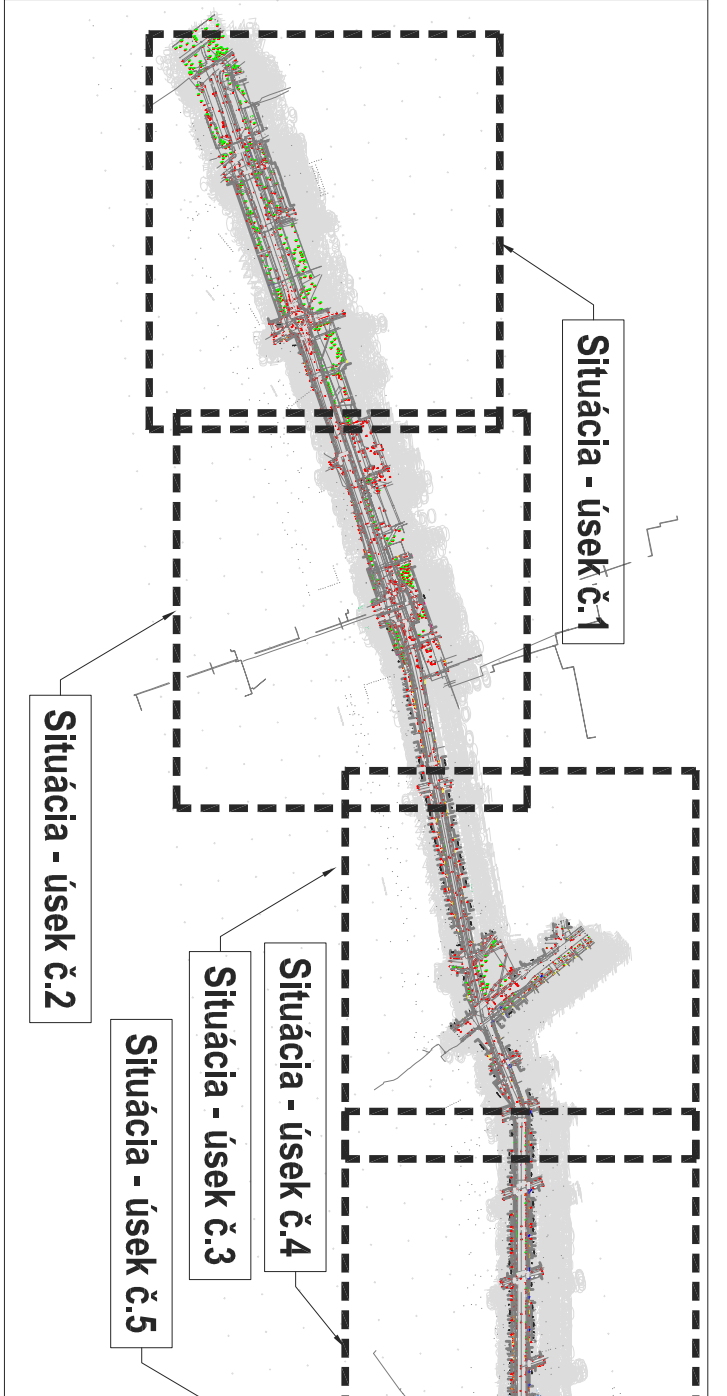 Situácia - úsek č.1
Situácia - úsek č.2
Situácia - úsek č.3
Situácia - úsek č.4
Situácia - úsek č.5